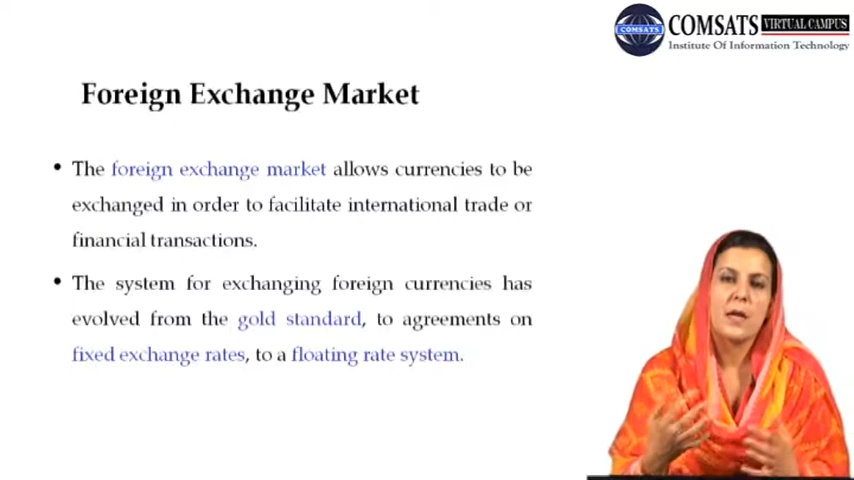 COMSATS
COMSATS VIRTUAL CAMPUS
Institute Of Information Technology
Foreign Exchange Market
• The foreign exchange market allows currencies to be
exchanged in order to facilitate international trade or
financial transactions.
• The system for exchanging foreign currencies has
evolved from the gold standard, to agreements on
fixed exchange rates, to a floating rate system.